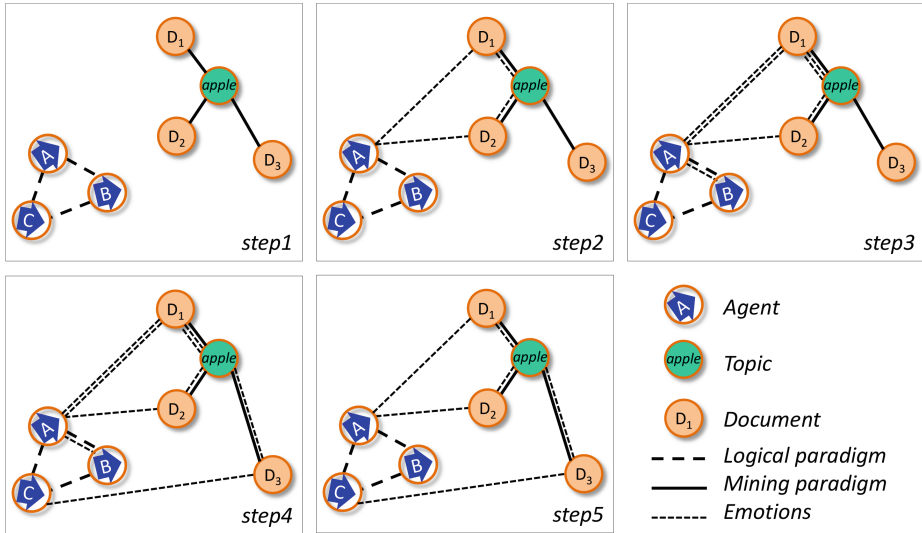 D1
apple
D2
D3
A
B
C
step1
D1
apple
D2
D3
A
B
C
step2
D1
apple
D2
D3
A
B
C
step3
D1
apple
D2
A
B
C
D3
step4
D1
apple
D2
A
B
C
D3
step5
A Agent
apple Topic
D1 Document
Logical paradigm
Mining paradigm
Emotions